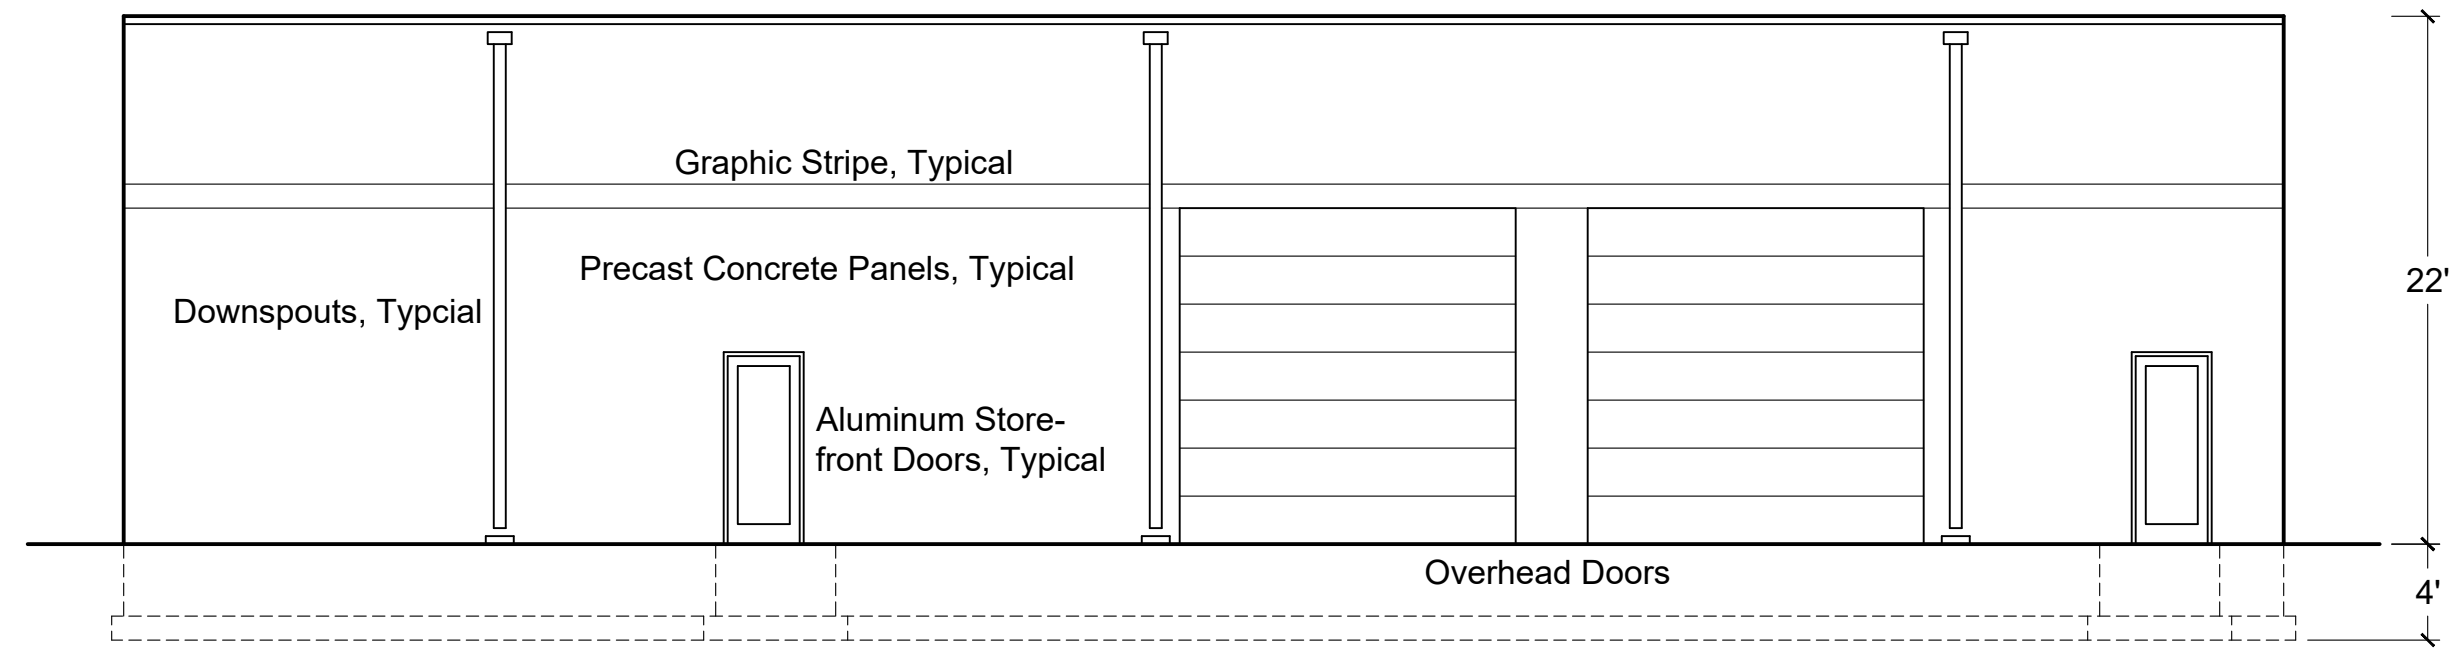 Graphic Stripe, Typical
Precast Concrete Panels, Typical
Downspouts, Typcial
22'
Aluminum Store-
front Doors, Typical
Overhead Doors
4'